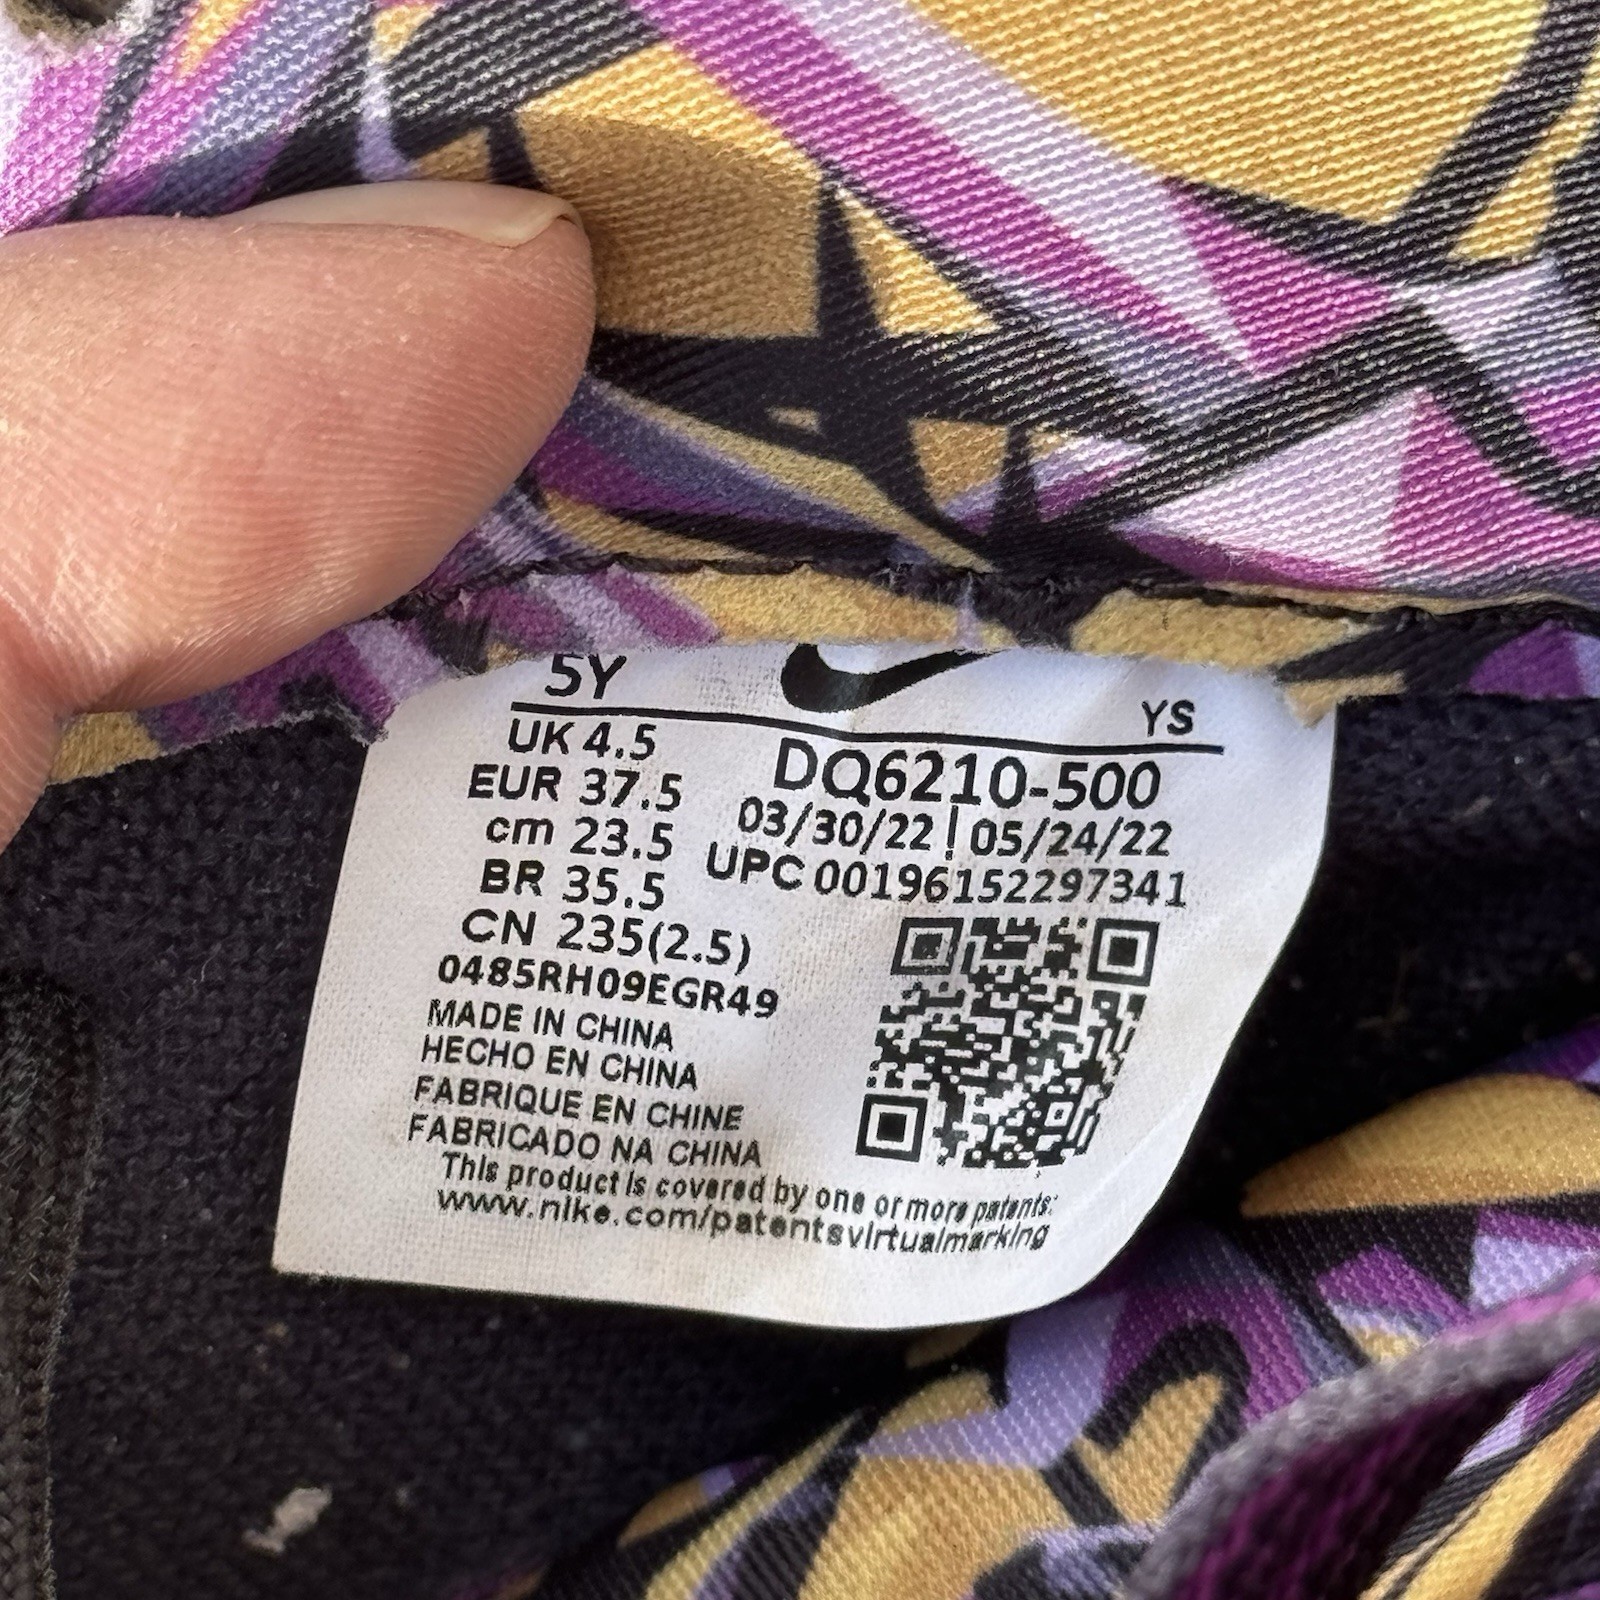 5Y
YS
UK 4.5
EUR 37.5
cm 23.5
BR 35.5
CN 235(2.5)
DQ6210-500
03/30/22 | 05/24/22
UPC 00196152297341
0485RH09EGR49
MADE IN CHINA
HECHO EN CHINA
FABRIQUE EN CHINE
FABRICADO NA CHINA
This product is covered by one or more patents:
www.nike.com/patentsvirtualmarking